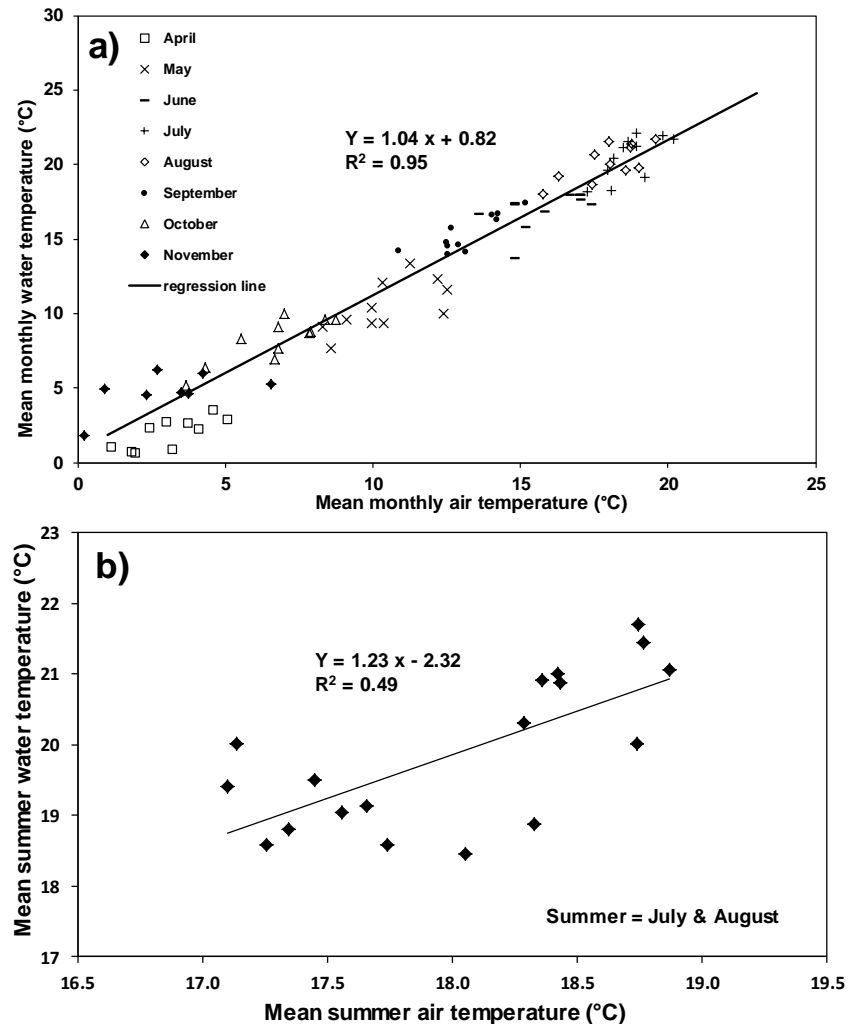 a)
30
25
20
15
10
5
0
April
May
June
July
August
September
October
November
regression line
Y = 1.04 x + 0.82
R² = 0.95
Mean monthly water temperature (°C)
0 5 10 15 20 25
Mean monthly air temperature (°C)
b)
23
22
21
20
19
18
17
Y = 1.23 x - 2.32
R² = 0.49
Summer = July & August
Mean summer water temperature (°C)
16.5 17.0 17.5 18.0 18.5 19.0 19.5
Mean summer air temperature (°C)